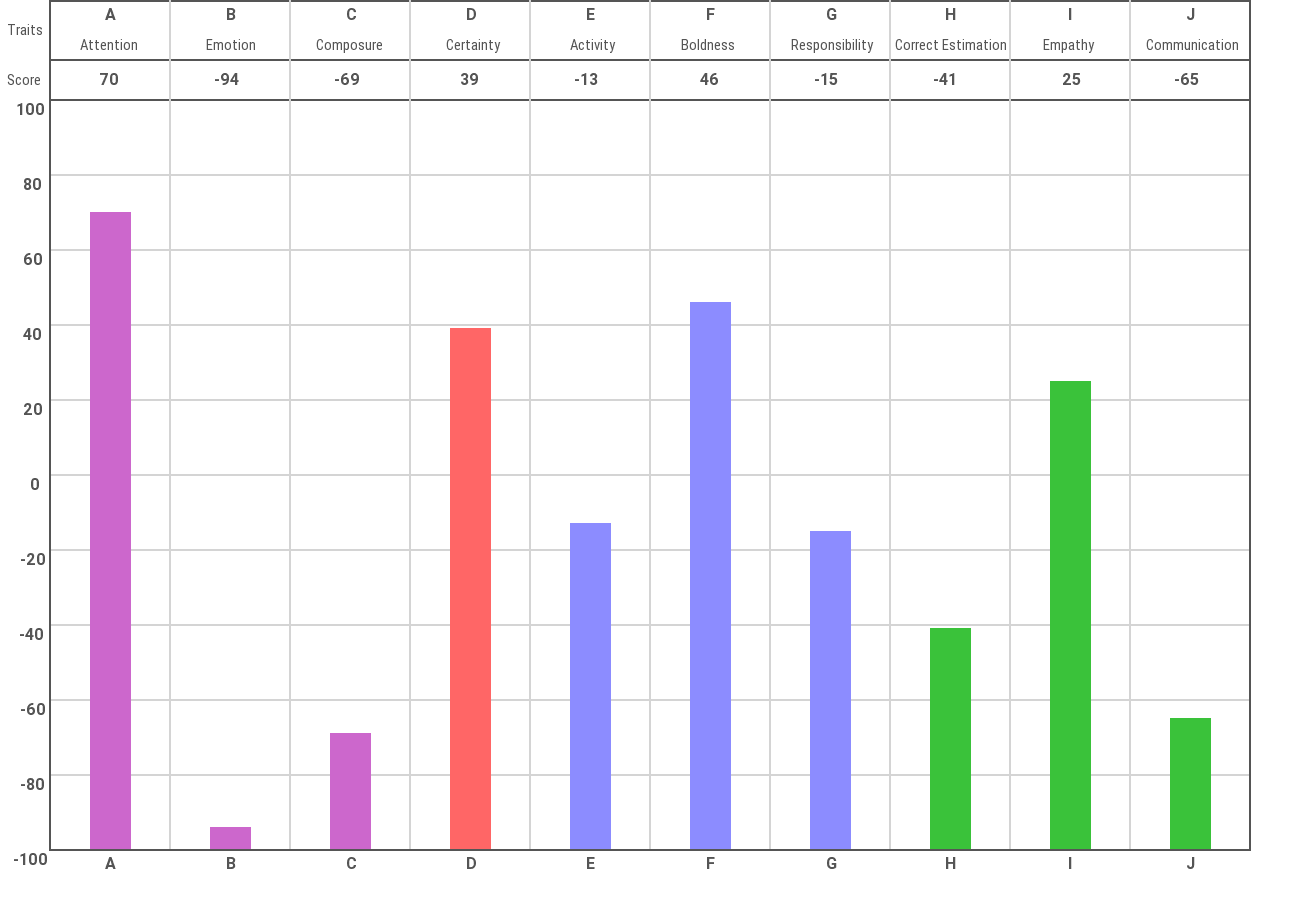 A B C D E F G H I J
Traits
Attention Emotion Composure Certainty Activity Boldness Responsibility Correct Estimation Empathy Communication
Score 70 -94 -69 39 -13 46 -15 -41 25 -65
100
80
60
40
20
0
-20
-40
-60
-80
-100
A B C D E F G H I J